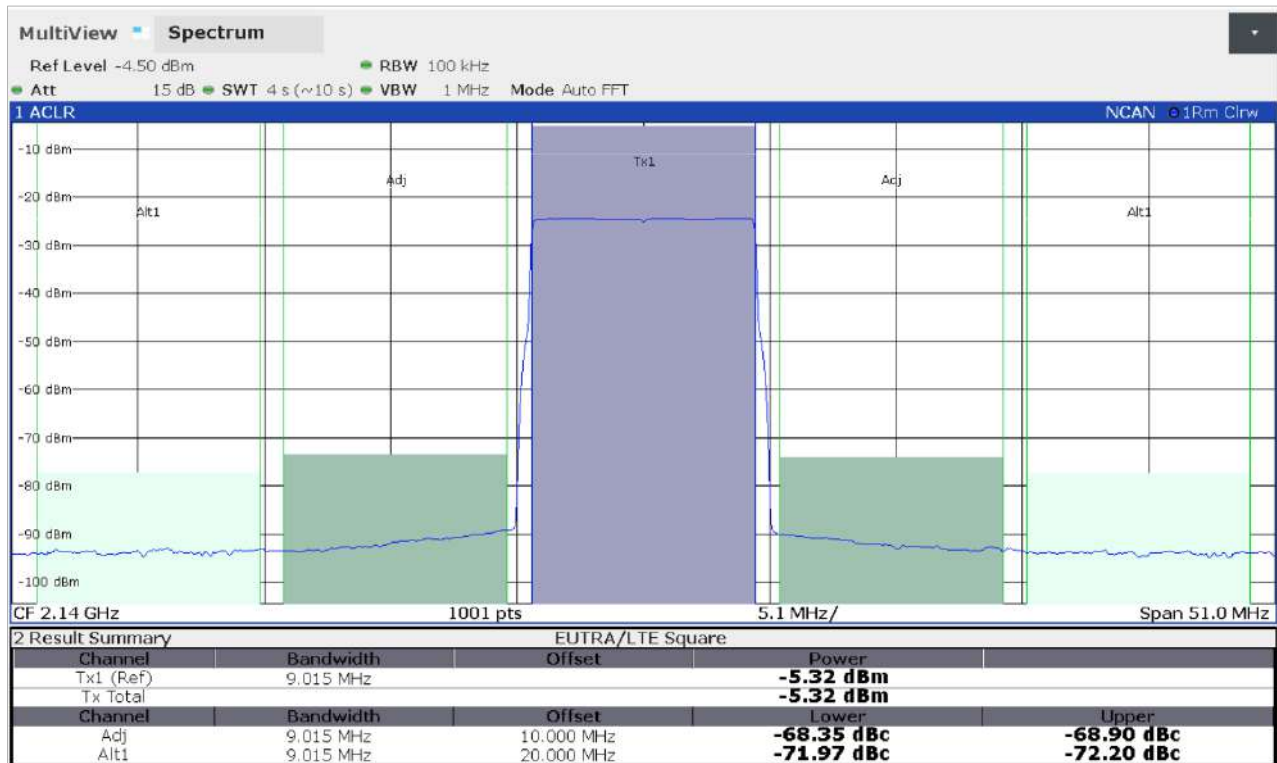 MultiView Spectrum
Ref Level -4.50 dBm RBW 100 kHz
Att 15 dB SWT 4 s (~10 s) VBW 1 MHz Mode Auto FFT
1 ACLR NCAN 1Rm Clrw
-10 dBm
Tx1
Adj Adj
-20 dBm
Alt1 Alt1
-30 dBm
-40 dBm
-50 dBm
-60 dBm
-70 dBm
-80 dBm
-90 dBm
-100 dBm
CF 2.14 GHz 1001 pts 5.1 MHz/ Span 51.0 MHz
2 Result Summary EUTRA/LTE Square
Channel Bandwidth Offset Power
Tx1 (Ref) 9.015 MHz -5.32 dBm
Tx Total -5.32 dBm
Channel Bandwidth Offset Lower Upper
Adj 9.015 MHz 10.000 MHz -68.35 dBc -68.90 dBc
Alt1 9.015 MHz 20.000 MHz -71.97 dBc -72.20 dBc